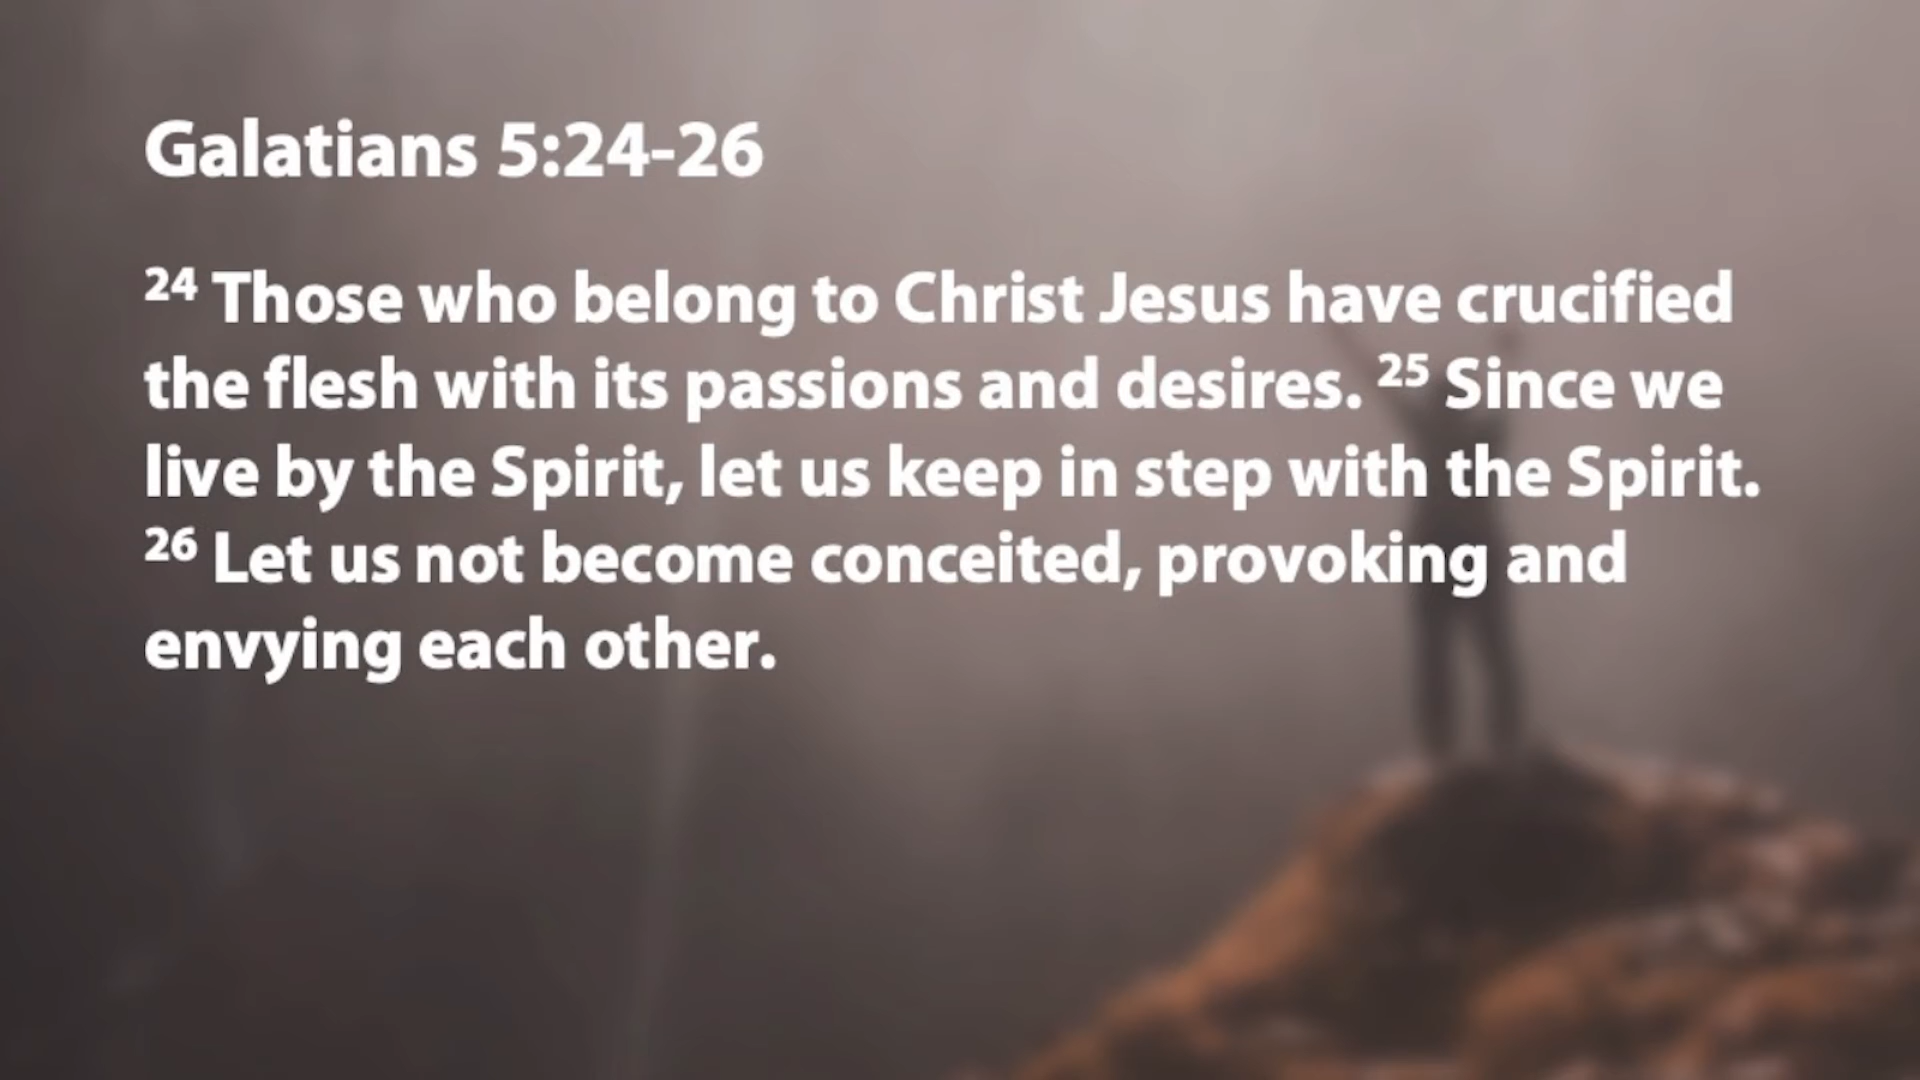 Galatians 5:24-26
24 Those who belong to Christ Jesus have crucified
the flesh with its passions and desires. 25 Since we
live by the Spirit, let us keep in step with the Spirit.
26 Let us not become conceited, provoking and
envying each other.